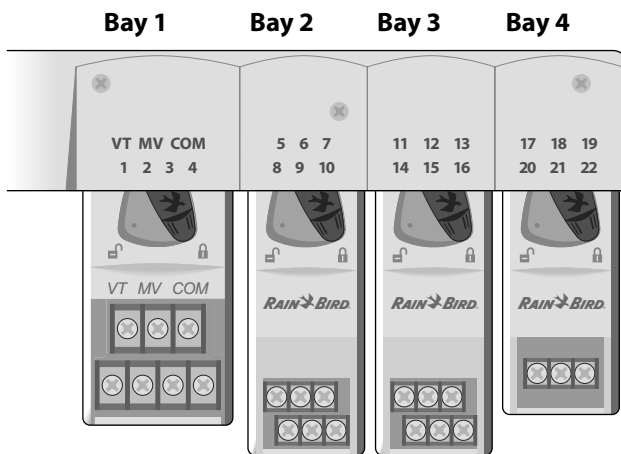 Bay 1 Bay 2 Bay 3 Bay 4
VT MV COM 5 6 7 11 12 13 17 18 19
1 2 3 4 8 9 10 14 15 16 20 21 22
VT MV COM
RAIN BIRD RAIN BIRD RAIN BIRD